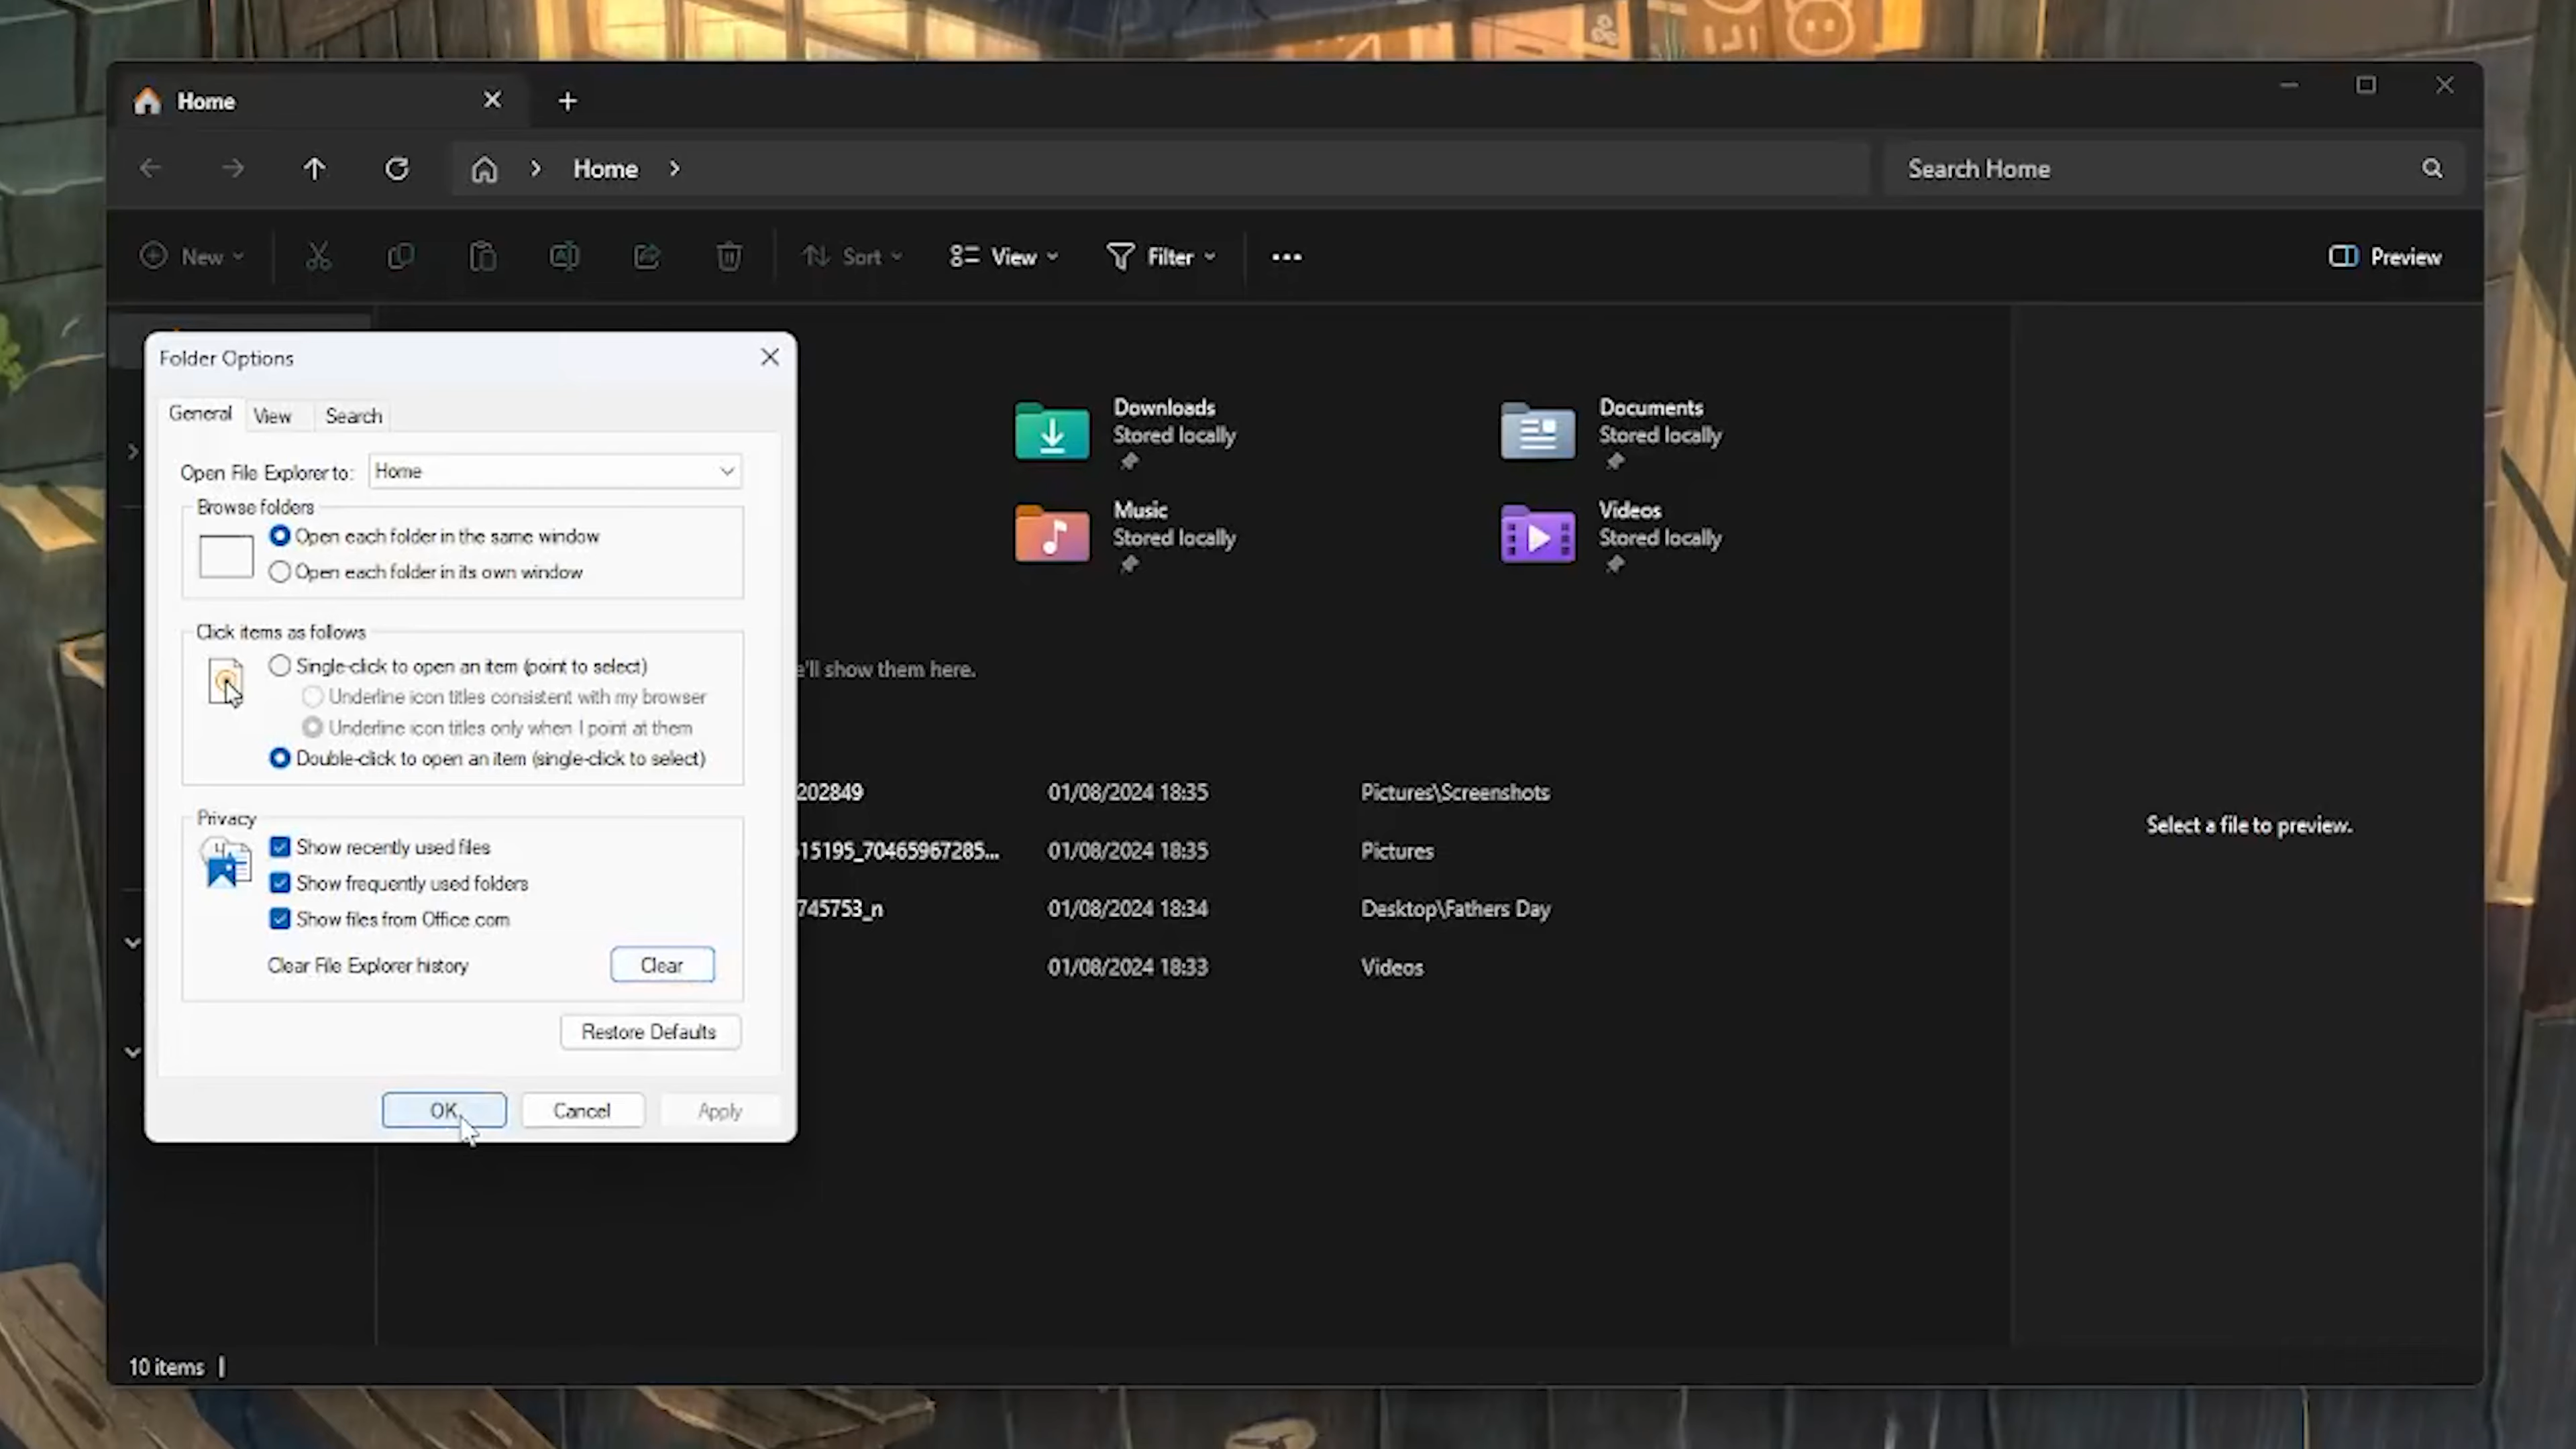 Home
Home
Search Home
New
Sort
View
Filter
Preview
Folder Options
General
View
Search
Open File Explorer to:
Home
Browse folders
Open each folder in the same window
Open each folder in its own window
Click items as follows
Single-click to open an item (point to select)
Underline icon titles consistent with my browser
Underline icon titles only when I point at them
Double-click to open an item (single-click to select)
Privacy
Show recently used files
Show frequently used folders
Show files from Office.com
Clear File Explorer history
Clear
Restore Defaults
OK
Cancel
Apply
Downloads
Stored locally
Documents
Stored locally
Music
Stored locally
Videos
Stored locally
e'll show them here.
202849 01/08/2024 18:35 Pictures\Screenshots
15195_70465967285... 01/08/2024 18:35 Pictures
745753_n 01/08/2024 18:34 Desktop\Fathers Day
01/08/2024 18:33 Videos
Select a file to preview.
10 items